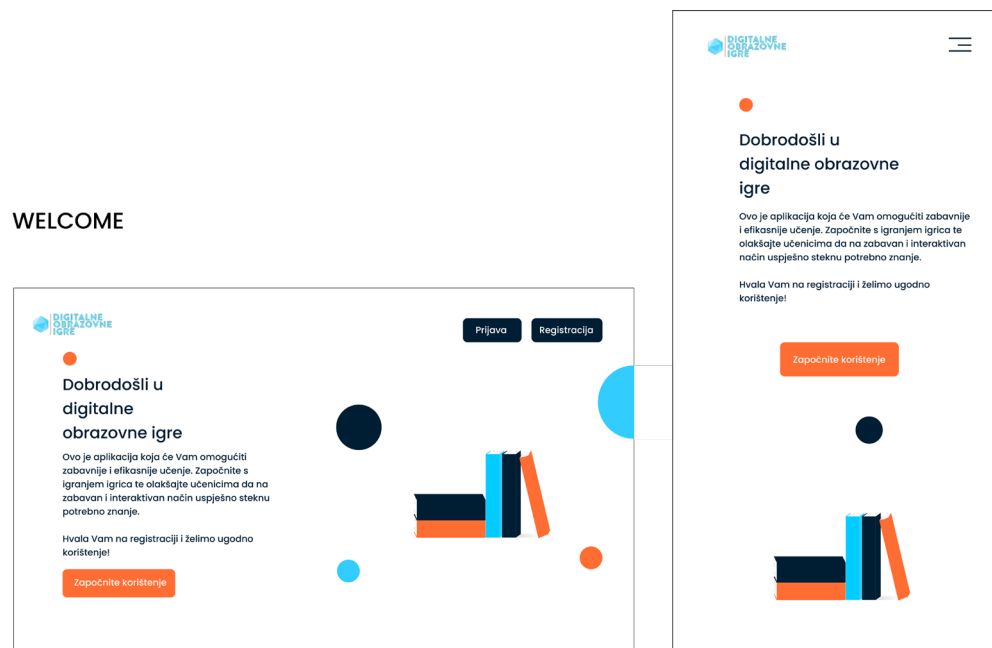 WELCOME
DIGITALNE
OBRAZOVNE
IGRE
Prijava
Registracija
Dobrodošli u
digitalne
obrazovne igre
Ovo je aplikacija koja će Vam omogućiti
zabavnije i efikasnije učenje. Započnite s
igranjem igrica te olakšajte učenicima da na
zabavan i interaktivan način uspješno steknu
potrebno znanje.
Hvala Vam na registraciji i želimo ugodno
korištenje!
Započnite korištenje
DIGITALNE
OBRAZOVNE
IGRE
Dobrodošli u
digitalne obrazovne
igre
Ovo je aplikacija koja će Vam omogućiti zabavnije
i efikasnije učenje. Započnite s igranjem igrica te
olakšajte učenicima da na zabavan i interaktivan
način uspješno steknu potrebno znanje.
Hvala Vam na registraciji i želimo ugodno
korištenje!
Započnite korištenje